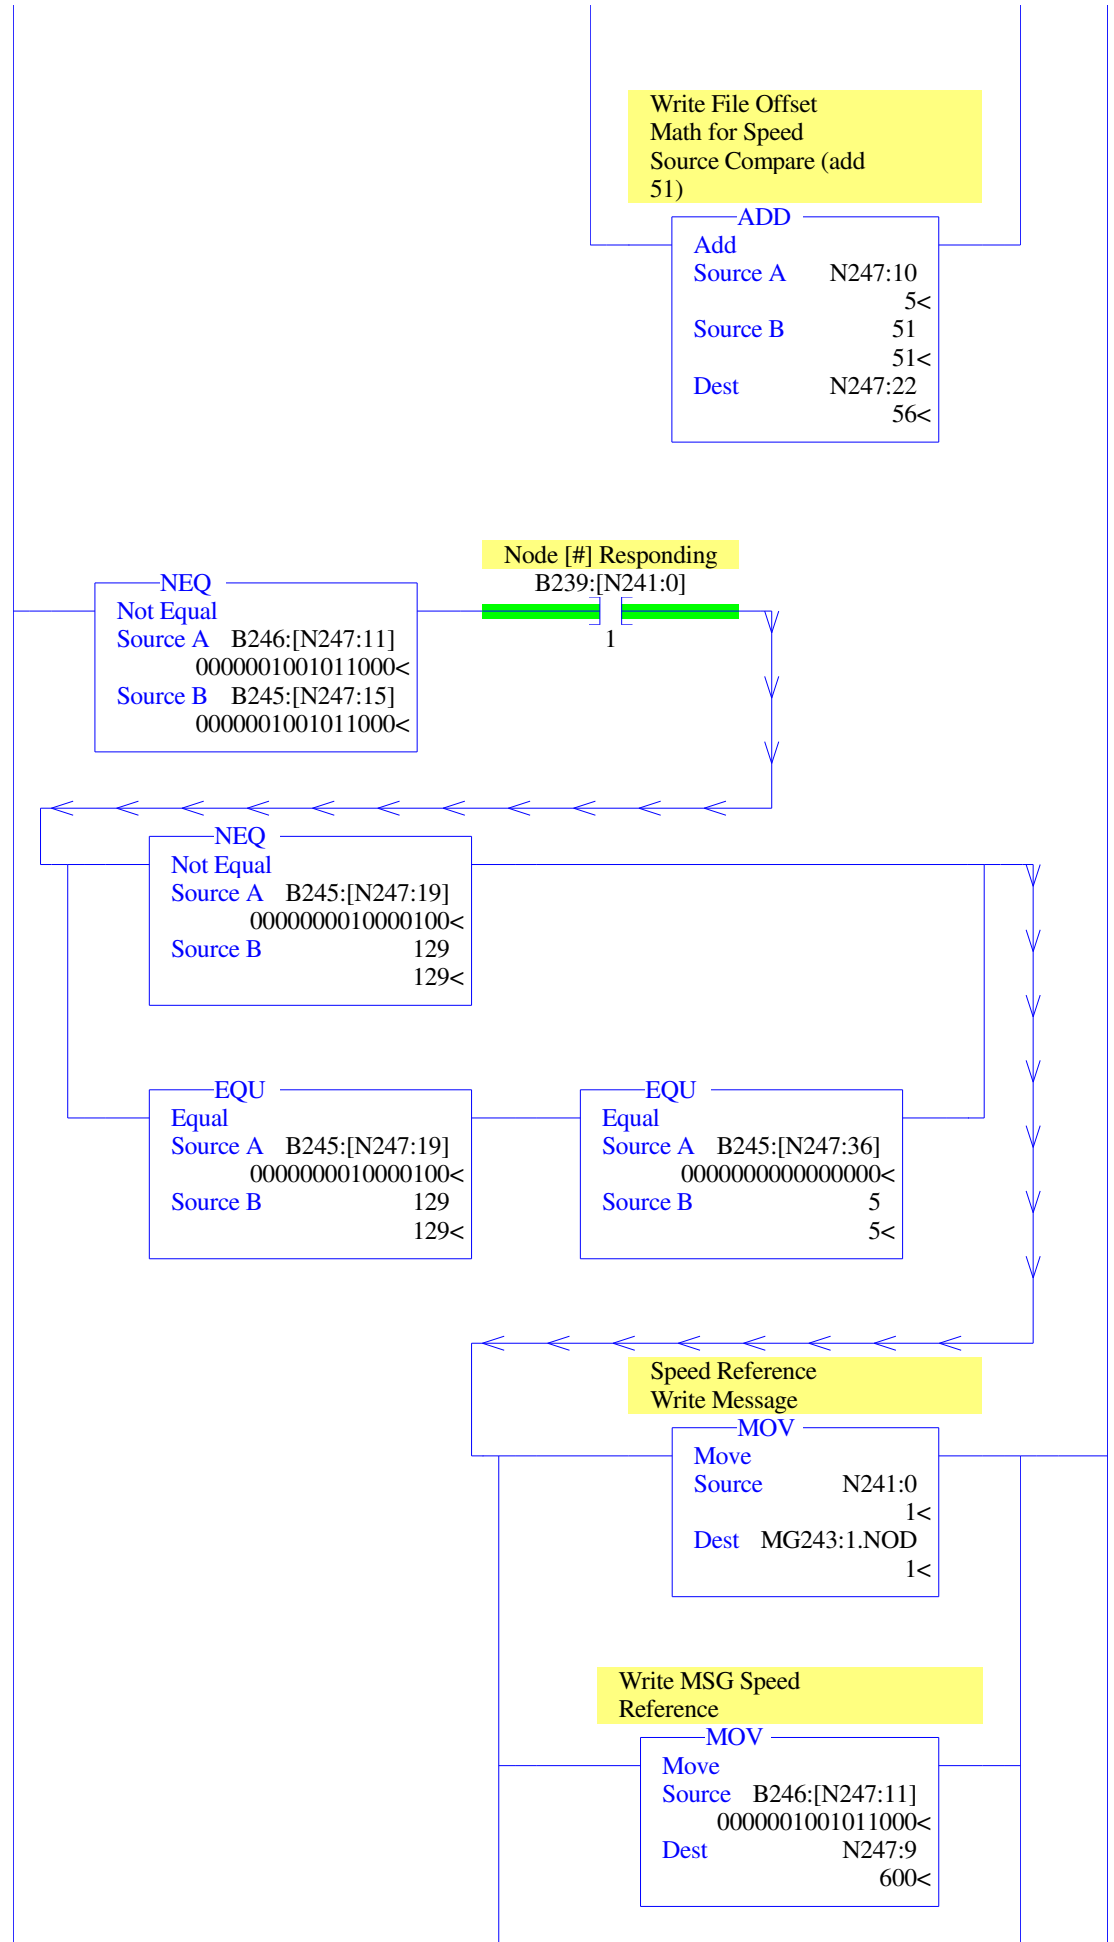 Write File Offset
Math for Speed
Source Compare (add
51)
ADD
Add
Source A N247:10
5<
Source B 51
51<
Dest N247:22
56<
Node [#] Responding
B239:[N241:0]
1
NEQ
Not Equal
Source A B246:[N247:11]
0000001001011000<
Source B B245:[N247:15]
0000001001011000<
NEQ
Not Equal
Source A B245:[N247:19]
0000000010000100<
Source B 129
129<
EQU
Equal
Source A B245:[N247:19]
0000000010000100<
Source B 129
129<
EQU
Equal
Source A B245:[N247:36]
0000000000000000<
Source B 5
5<
Speed Reference
Write Message
MOV
Move
Source N241:0
1<
Dest MG243:1.NOD
1<
Write MSG Speed
Reference
MOV
Move
Source B246:[N247:11]
0000001001011000<
Dest N247:9
600<